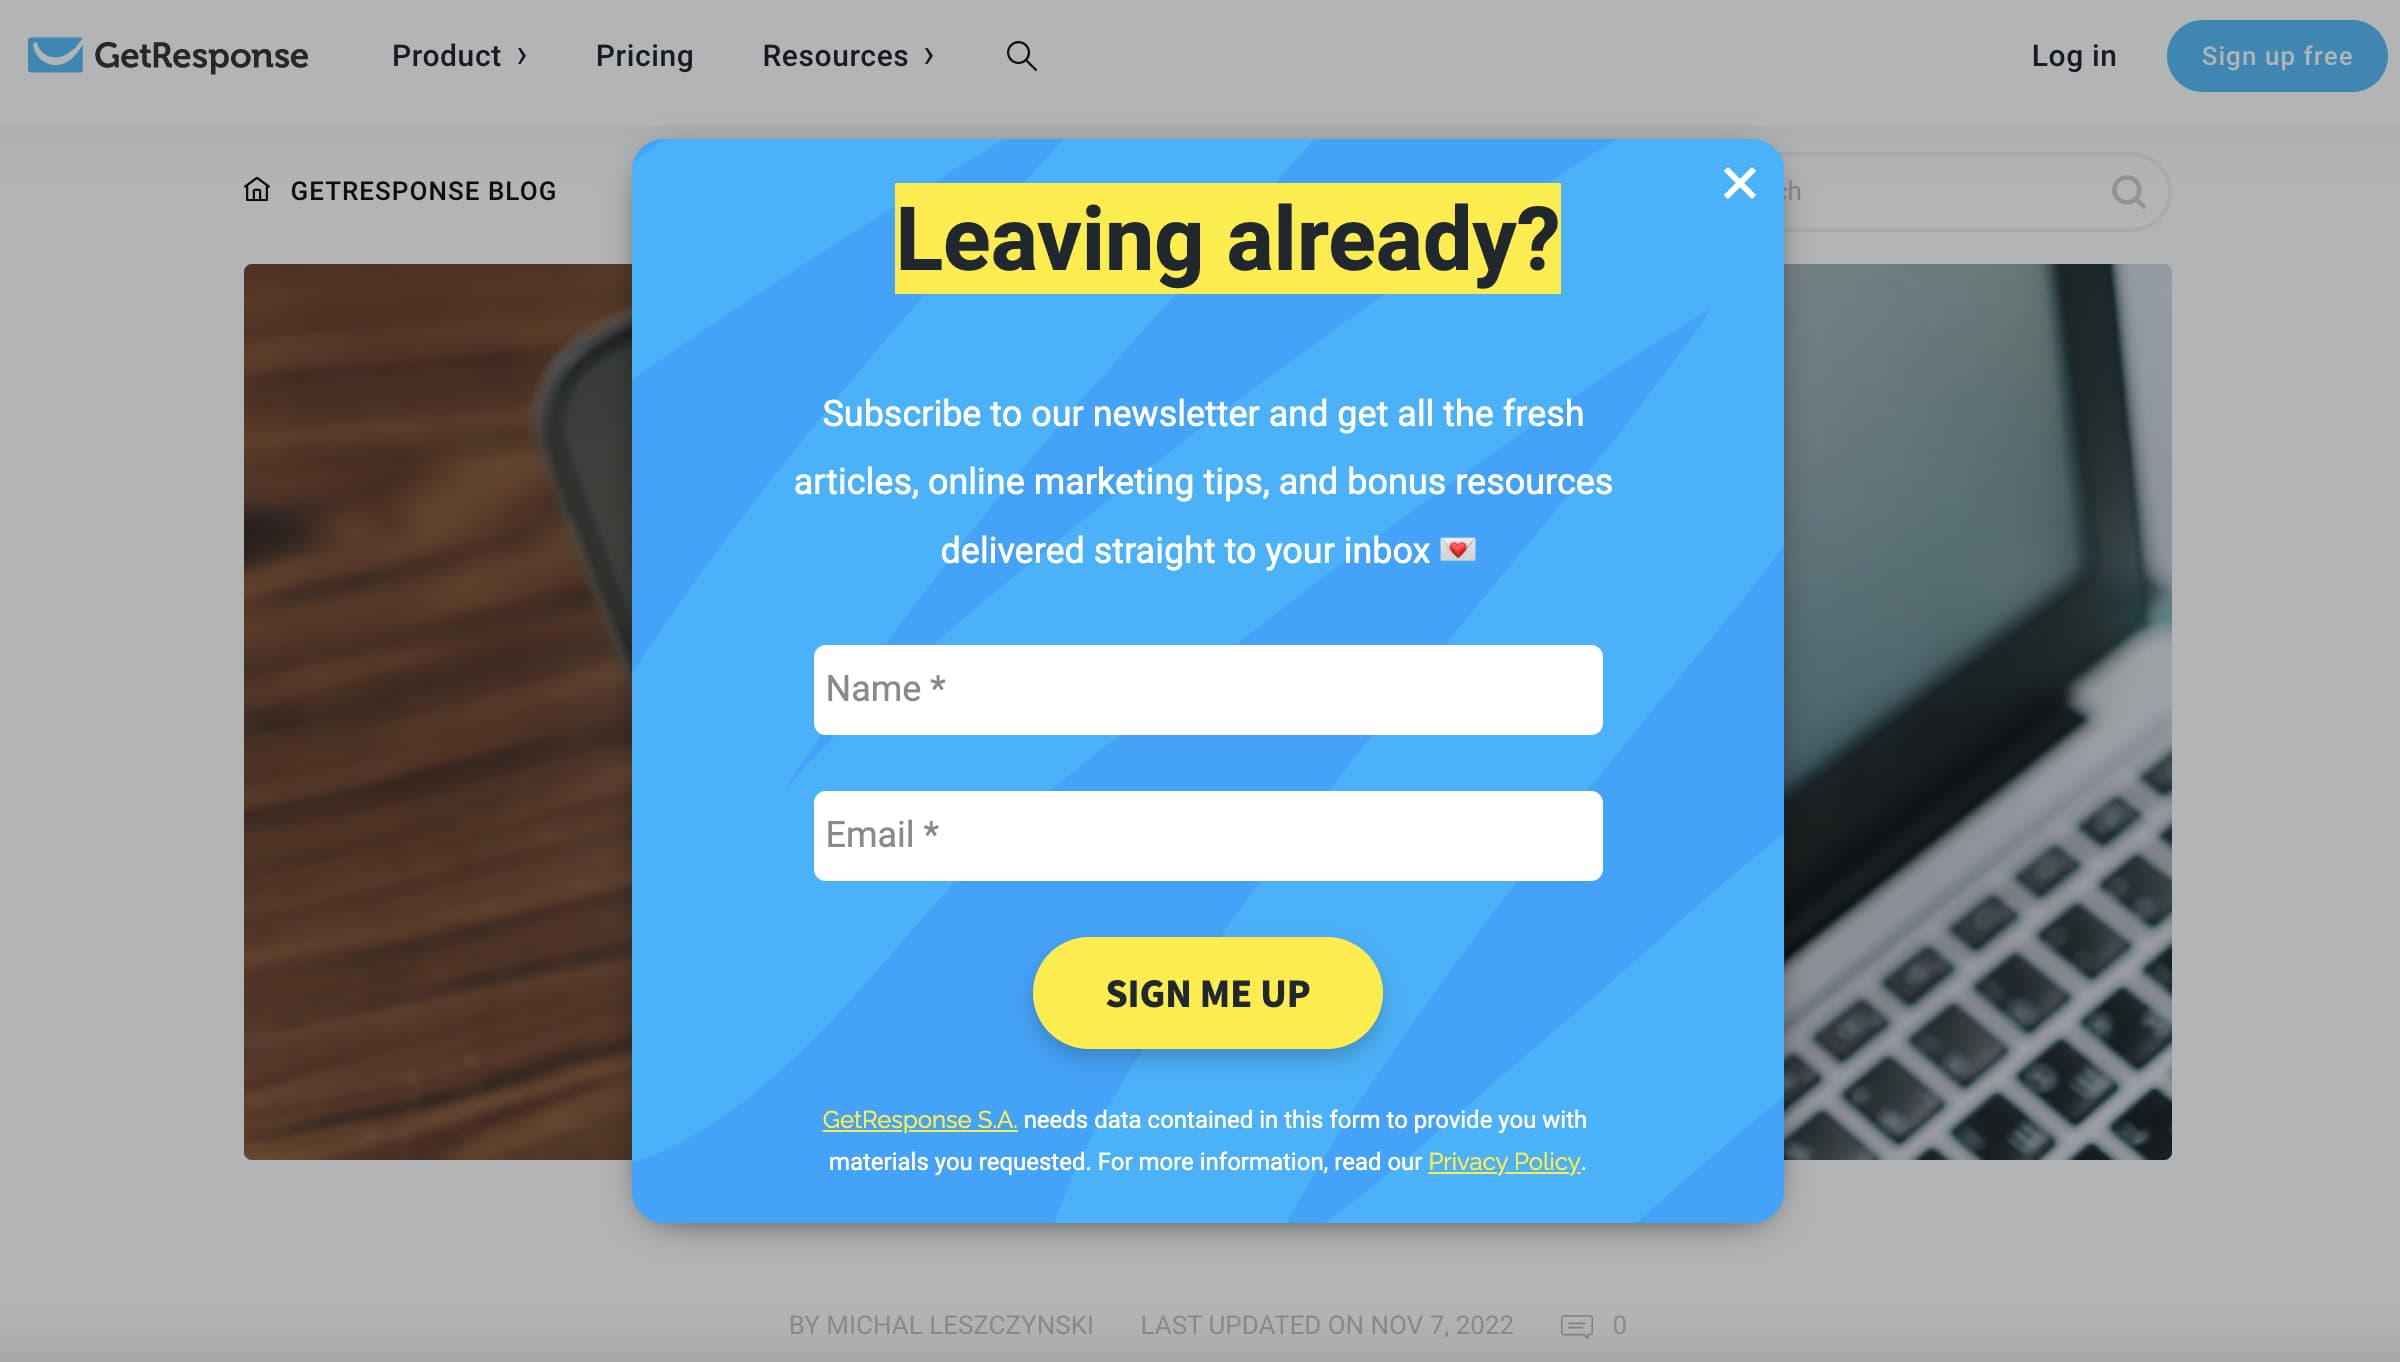 GetResponse
Product ›
Pricing
Resources ›
Log in
Sign up free
GETRESPONSE BLOG
Leaving already?
Subscribe to our newsletter and get all the fresh
articles, online marketing tips, and bonus resources
delivered straight to your inbox 💌
Name *
Email *
SIGN ME UP
GetResponse S.A. needs data contained in this form to provide you with
materials you requested. For more information, read our Privacy Policy.
BY MICHAL LESZCZYNSKI
LAST UPDATED ON NOV 7, 2022
0